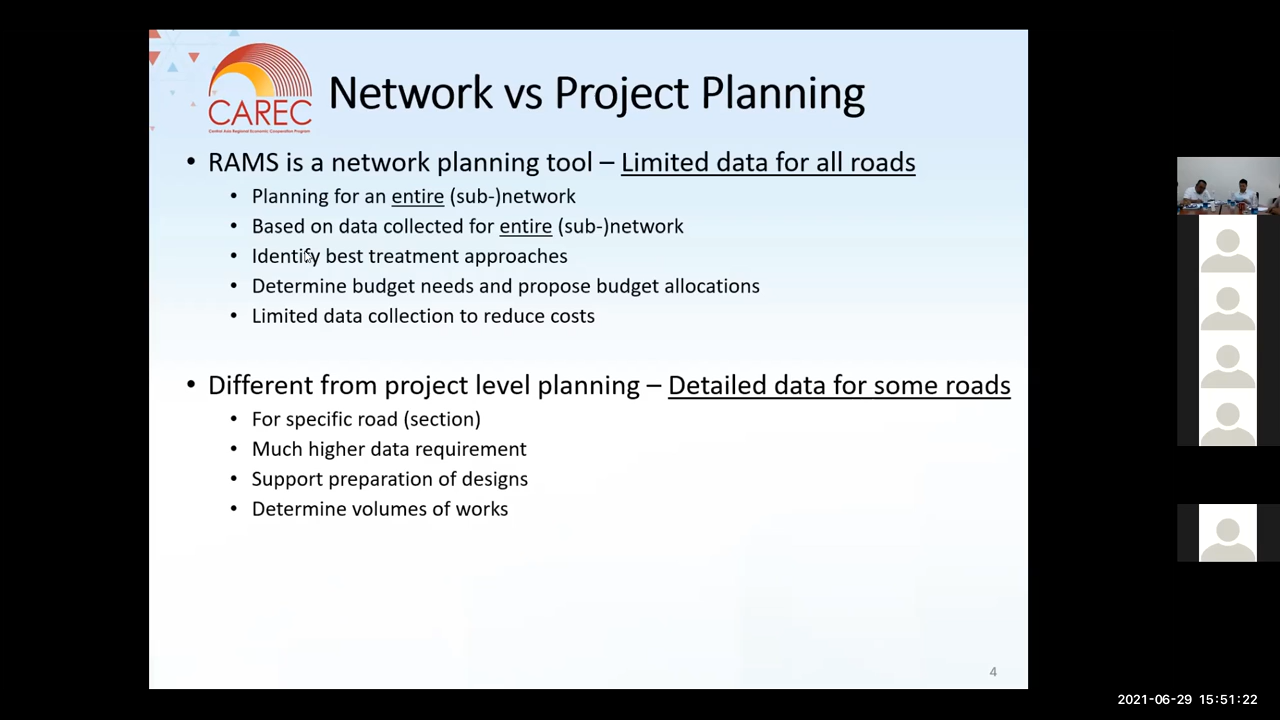 Network vs Project Planning
CAREC
Central Asia Regional Economic Cooperation Program
• RAMS is a network planning tool – Limited data for all roads
• Planning for an entire (sub-)network
• Based on data collected for entire (sub-)network
• Identify best treatment approaches
• Determine budget needs and propose budget allocations
• Limited data collection to reduce costs
• Different from project level planning – Detailed data for some roads
• For specific road (section)
• Much higher data requirement
• Support preparation of designs
• Determine volumes of works
4
2021-06-29 15:51:22